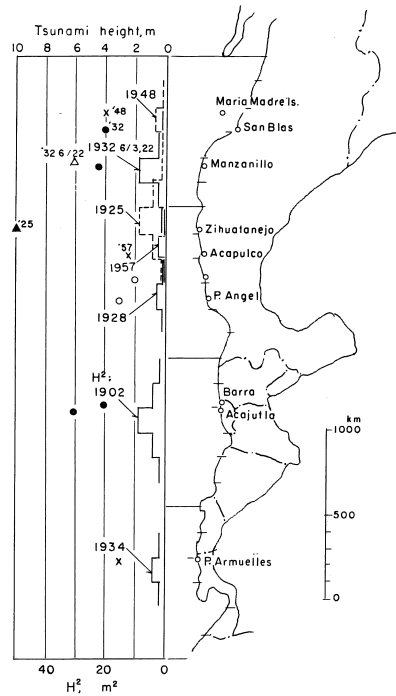 Tsunami height, m
10 8 6 4 2 0
1948
Maria Madre Is.
'48
'32
San Blas
1932 6/3,22
'32 6/22
Manzanillo
1925
'25
Zihuatanejo
'57
Acapulco
1957
P. Angel
1928
H²:
1902
Barra
Acajutla
km
1000
500
1934
P. Armuelles
0
40 20 0
H², m²